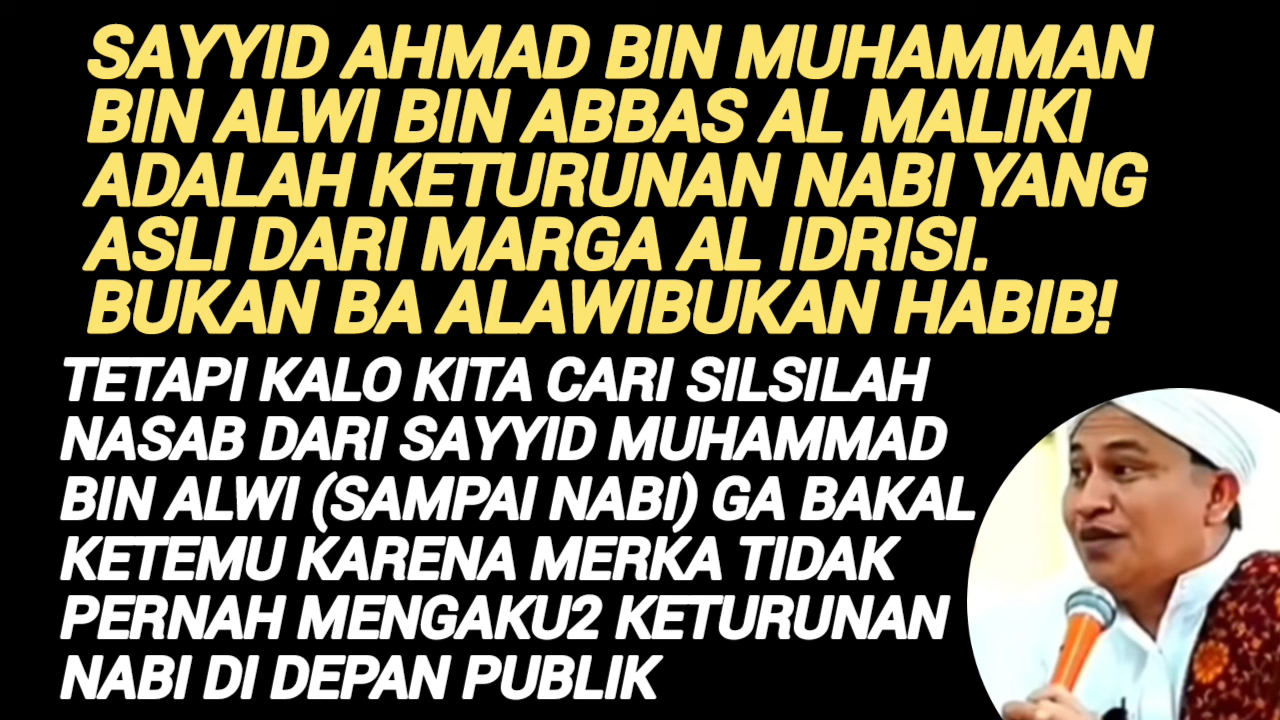 SAYYID AHMAD BIN MUHAMMAN
BIN ALWI BIN ABBAS AL MALIKI
ADALAH KETURUNAN NABI YANG
ASLI DARI MARGA AL IDRISI.
BUKAN BA ALAWIBUKAN HABIB!
TETAPI KALO KITA CARI SILSILAH
NASAB DARI SAYYID MUHAMMAD
BIN ALWI (SAMPAI NABI) GA BAKAL
KETEMU KARENA MERKA TIDAK
PERNAH MENGAKU2 KETURUNAN
NABI DI DEPAN PUBLIK